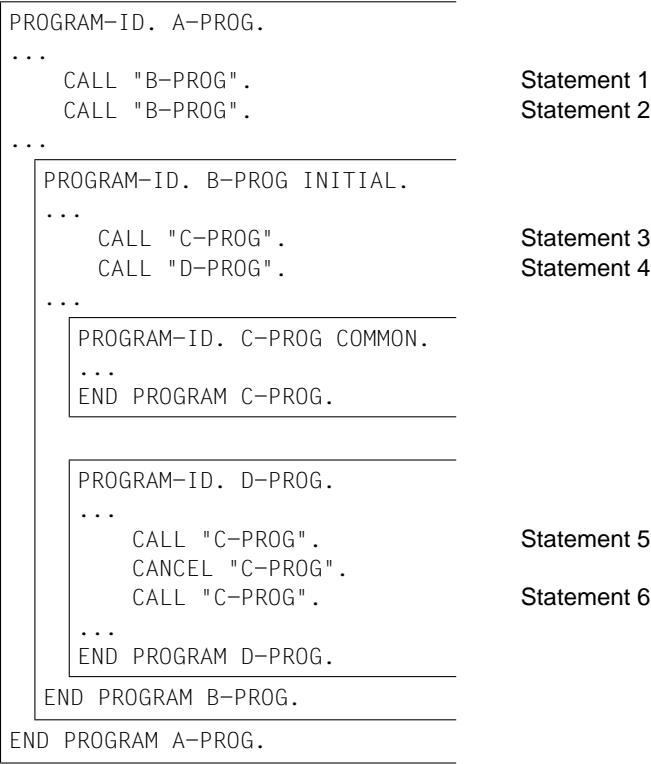 PROGRAM-ID. A-PROG.
...
CALL "B-PROG". Statement 1
CALL "B-PROG". Statement 2
...
PROGRAM-ID. B-PROG INITIAL.
...
CALL "C-PROG". Statement 3
CALL "D-PROG". Statement 4
...
PROGRAM-ID. C-PROG COMMON.
...
END PROGRAM C-PROG.
PROGRAM-ID. D-PROG.
...
CALL "C-PROG". Statement 5
CANCEL "C-PROG".
CALL "C-PROG". Statement 6
...
END PROGRAM D-PROG.
END PROGRAM B-PROG.
END PROGRAM A-PROG.